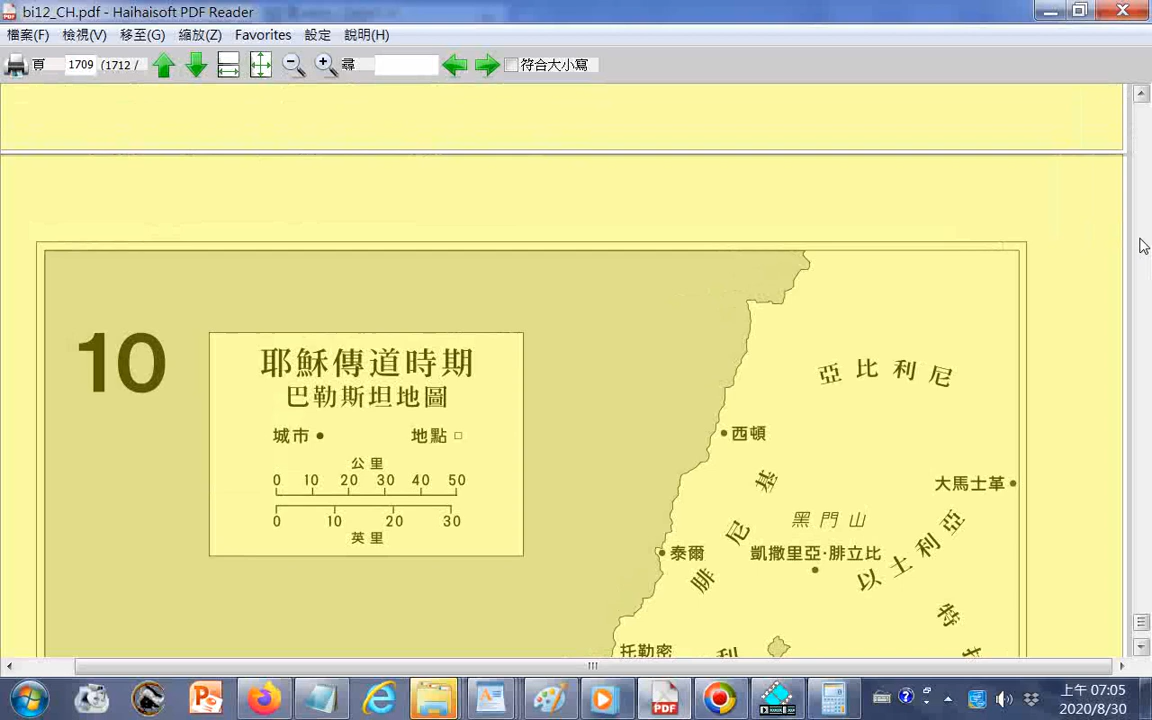 bi12_CH.pdf - Haihaisoft PDF Reader
檔案(F) 檢視(V) 移至(G) 縮放(Z) Favorites 設定 說明(H)
頁 1709 (1712 / 尋 符合大小寫
10
耶穌傳道時期
巴勒斯坦地圖
城市 地點
公里
0 10 20 30 40 50
0 10 20 30
英里
亞比利尼
西頓
大馬士革
黑門山
泰爾
腓尼基
凱撒里亞·腓立比
以土利亞
托勒密
利
特
上午 07:05
2020/8/30